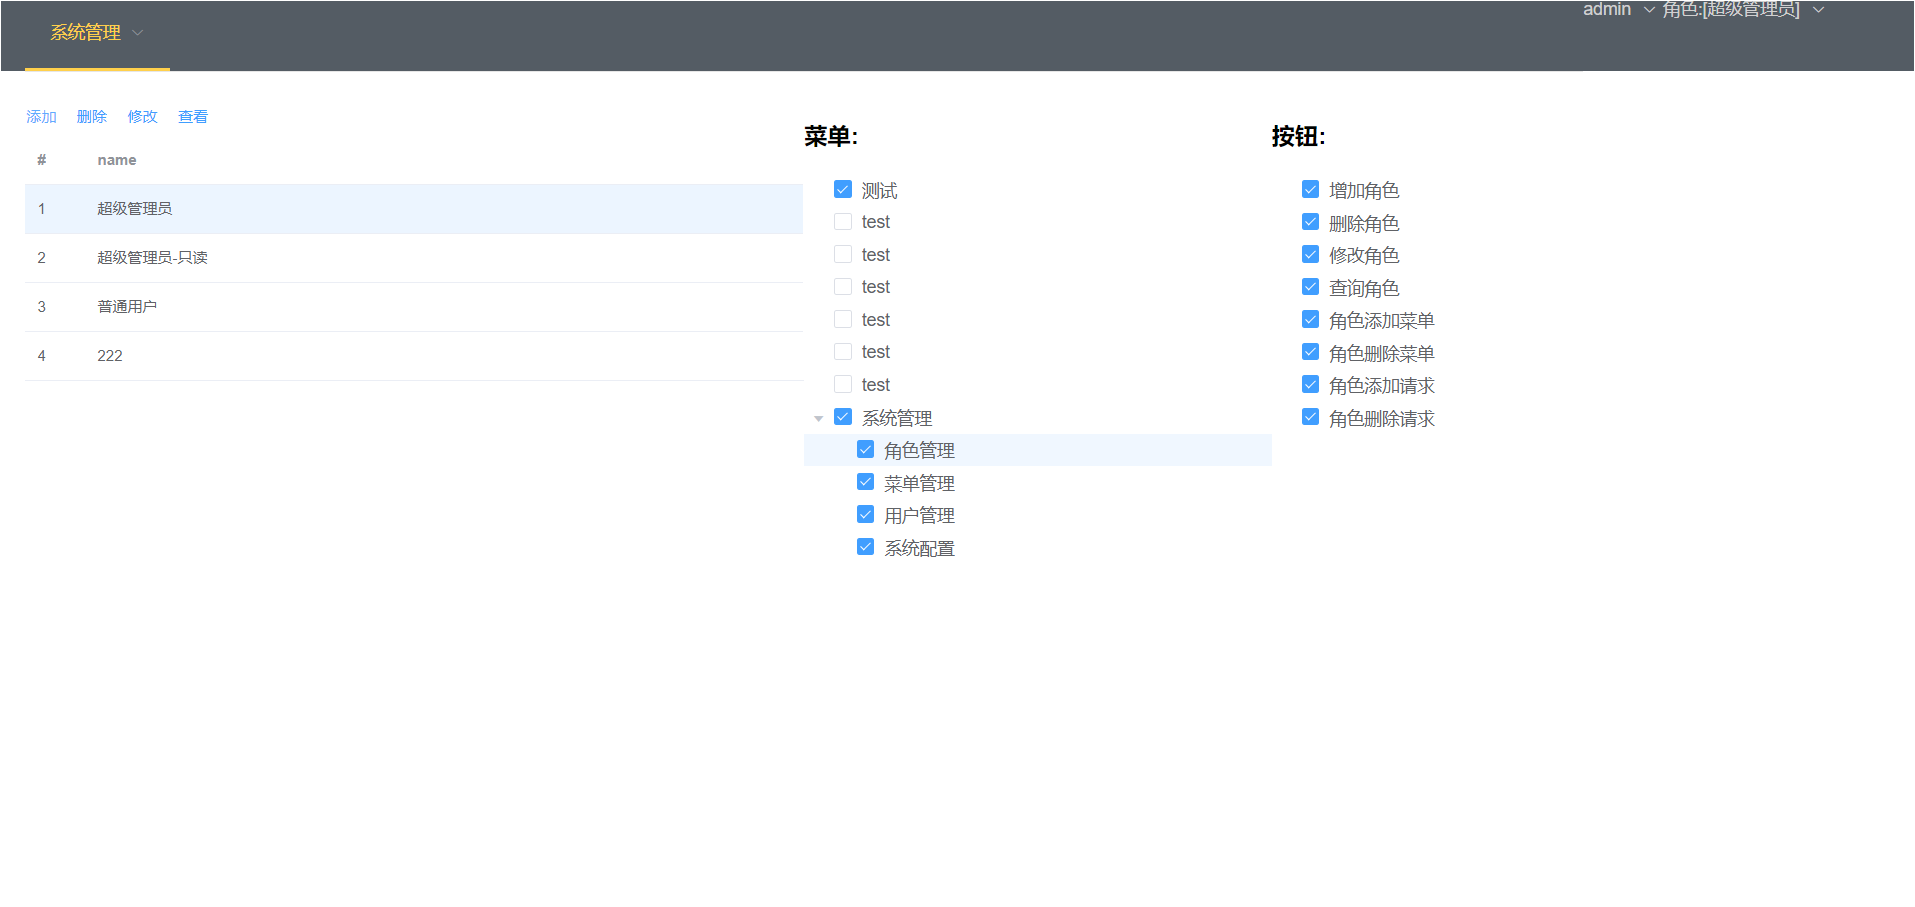 系统管理
admin 角色:[超级管理员]
添加 删除 修改 查看
# name
1 超级管理员
2 超级管理员-只读
3 普通用户
4 222
菜单:
测试
test
test
test
test
test
test
系统管理
角色管理
菜单管理
用户管理
系统配置
按钮:
增加角色
删除角色
修改角色
查询角色
角色添加菜单
角色删除菜单
角色添加请求
角色删除请求